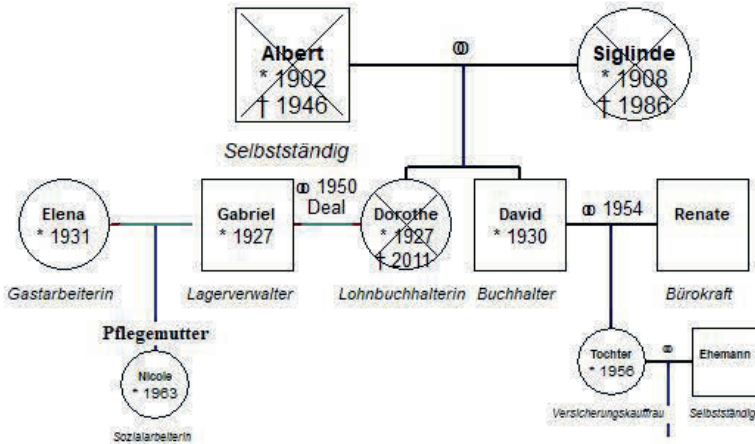 Albert
* 1902
† 1946
Selbstständig
⚭
Siglinde
* 1908
† 1986
Elena
* 1931
Gastarbeiterin
Gabriel
* 1927
Lagerverwalter
⚭ 1950
Deal
Dorothe
* 1927
† 2011
Lohnbuchhalterin
David
* 1930
Buchhalter
⚭ 1954
Renate
Bürokraft
Pflegemutter
Nicole
* 1963
Sozialarbeiterin
Tochter
* 1956
Versicherungskauffrau
⚭
Ehemann
Selbstständig